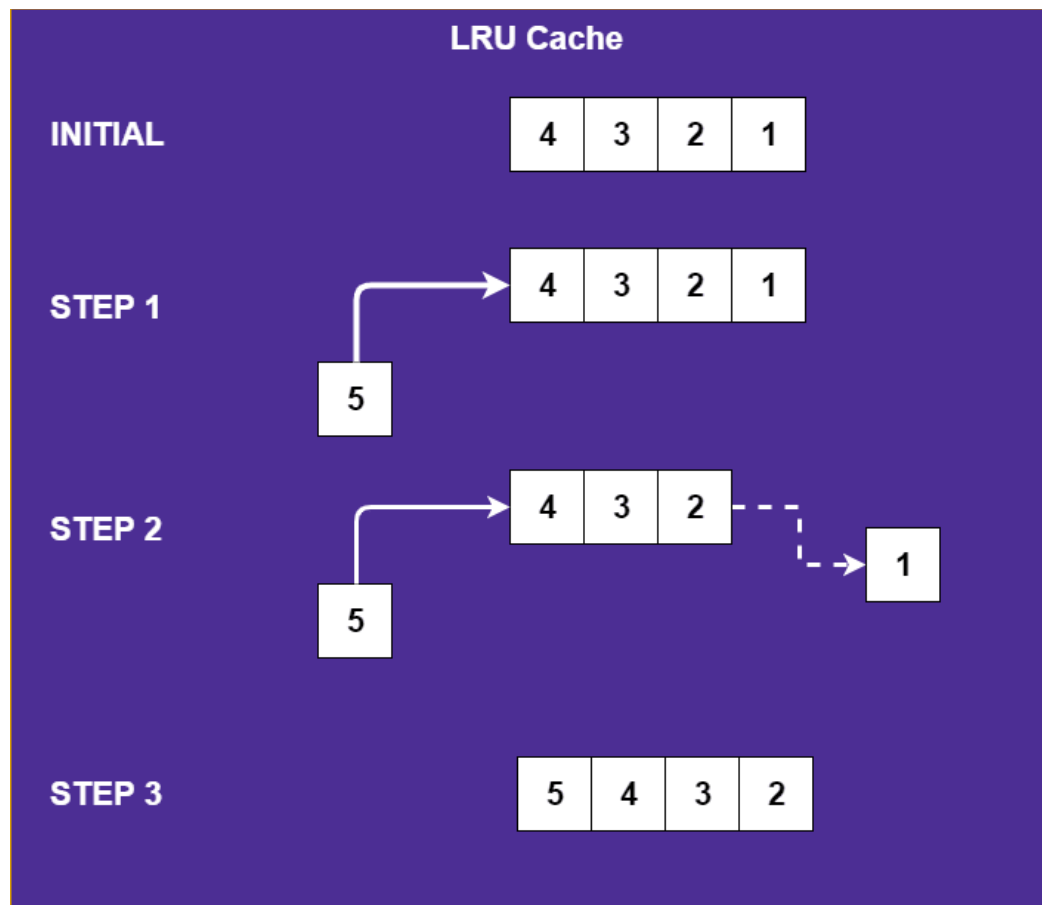 LRU Cache
INITIAL
4 3 2 1
STEP 1
4 3 2 1
5
STEP 2
4 3 2
1
5
STEP 3
5 4 3 2